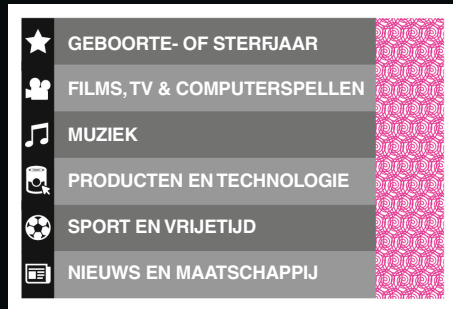 GEBOORTE- OF STERFJAAR
FILMS, TV & COMPUTERSPELLEN
MUZIEK
PRODUCTEN EN TECHNOLOGIE
SPORT EN VRIJETIJD
NIEUWS EN MAATSCHAPPIJ